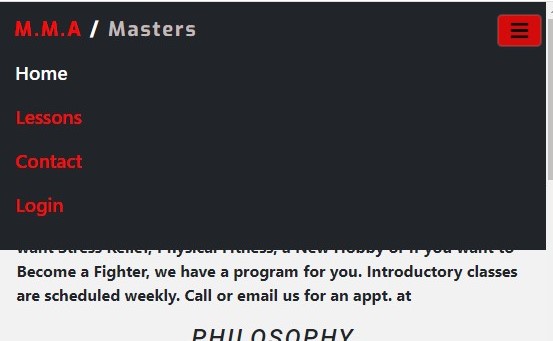 M.M.A / Masters
Home
Lessons
Contact
Login
want Stress Relief, Physical Fitness, a New Hobby or if you want to
Become a Fighter, we have a program for you. Introductory classes
are scheduled weekly. Call or email us for an appt. at
PHILOSOPHY